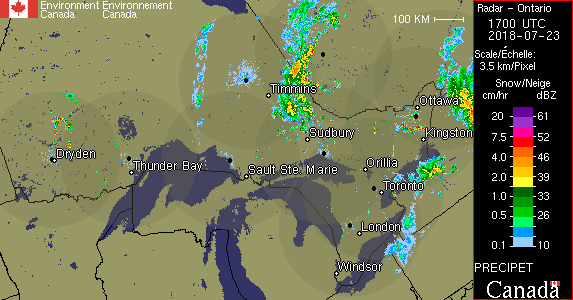 Environment Environnement
Canada Canada
100 KM
Radar - Ontario
1700 UTC
2018-07-23
Scale/Échelle:
3.5 km/Pixel
Snow/Neige
cm/hr dBZ
20 61
7.5 57
5.2 52
4.0 46
2.0 39
1.0 33
0.5 26
0.1 10
Timmins
Ottawa
Sudbury
Kingston
Dryden
Thunder Bay
Sault Ste. Marie
Orillia
Toronto
London
Windsor
PRECIPET
Canada